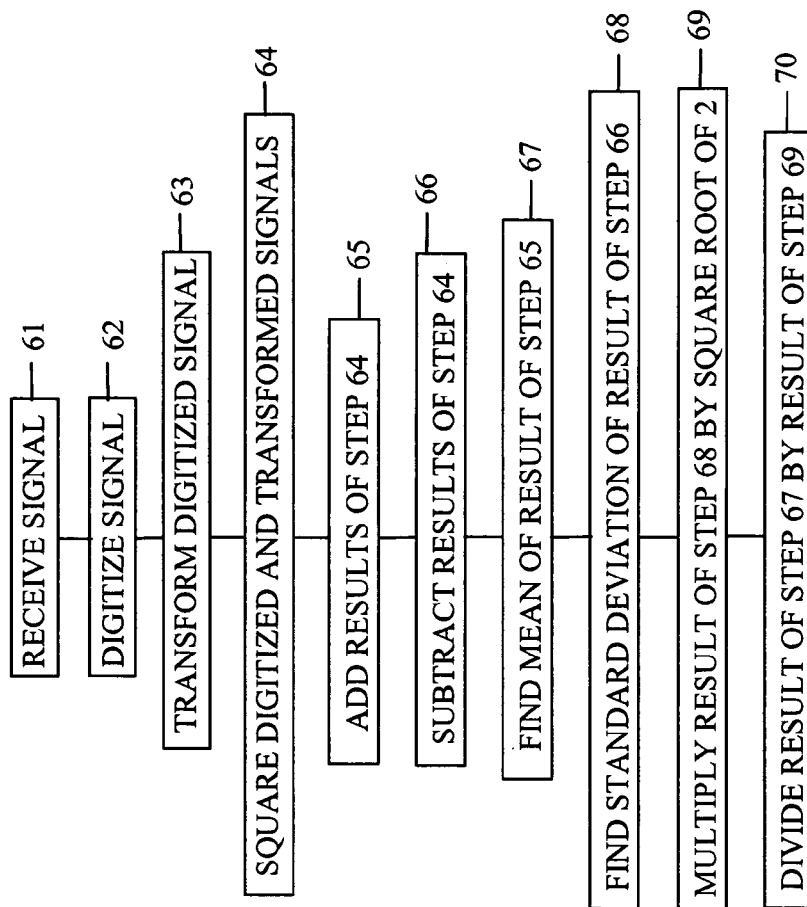 RECEIVE SIGNAL 61
DIGITIZE SIGNAL 62
TRANSFORM DIGITIZED SIGNAL 63
SQUARE DIGITIZED AND TRANSFORMED SIGNALS 64
ADD RESULTS OF STEP 64 65
SUBTRACT RESULTS OF STEP 64 66
FIND MEAN OF RESULT OF STEP 65 67
FIND STANDARD DEVIATION OF RESULT OF STEP 66 68
MULTIPLY RESULT OF STEP 68 BY SQUARE ROOT OF 2 69
DIVIDE RESULT OF STEP 67 BY RESULT OF STEP 69 70